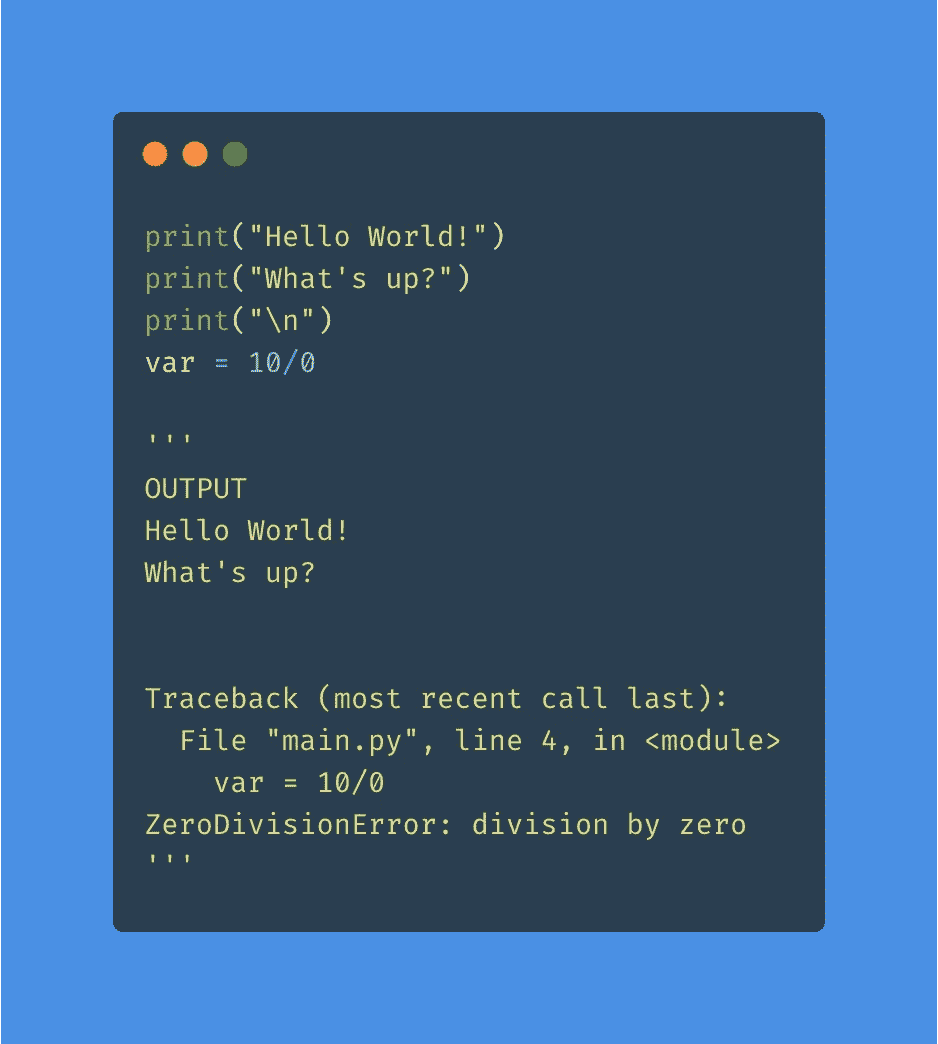 print("Hello World!")
print("What's up?")
print("\n")
var = 10/0
'''
OUTPUT
Hello World!
What's up?
Traceback (most recent call last):
  File "main.py", line 4, in <module>
    var = 10/0
ZeroDivisionError: division by zero
'''